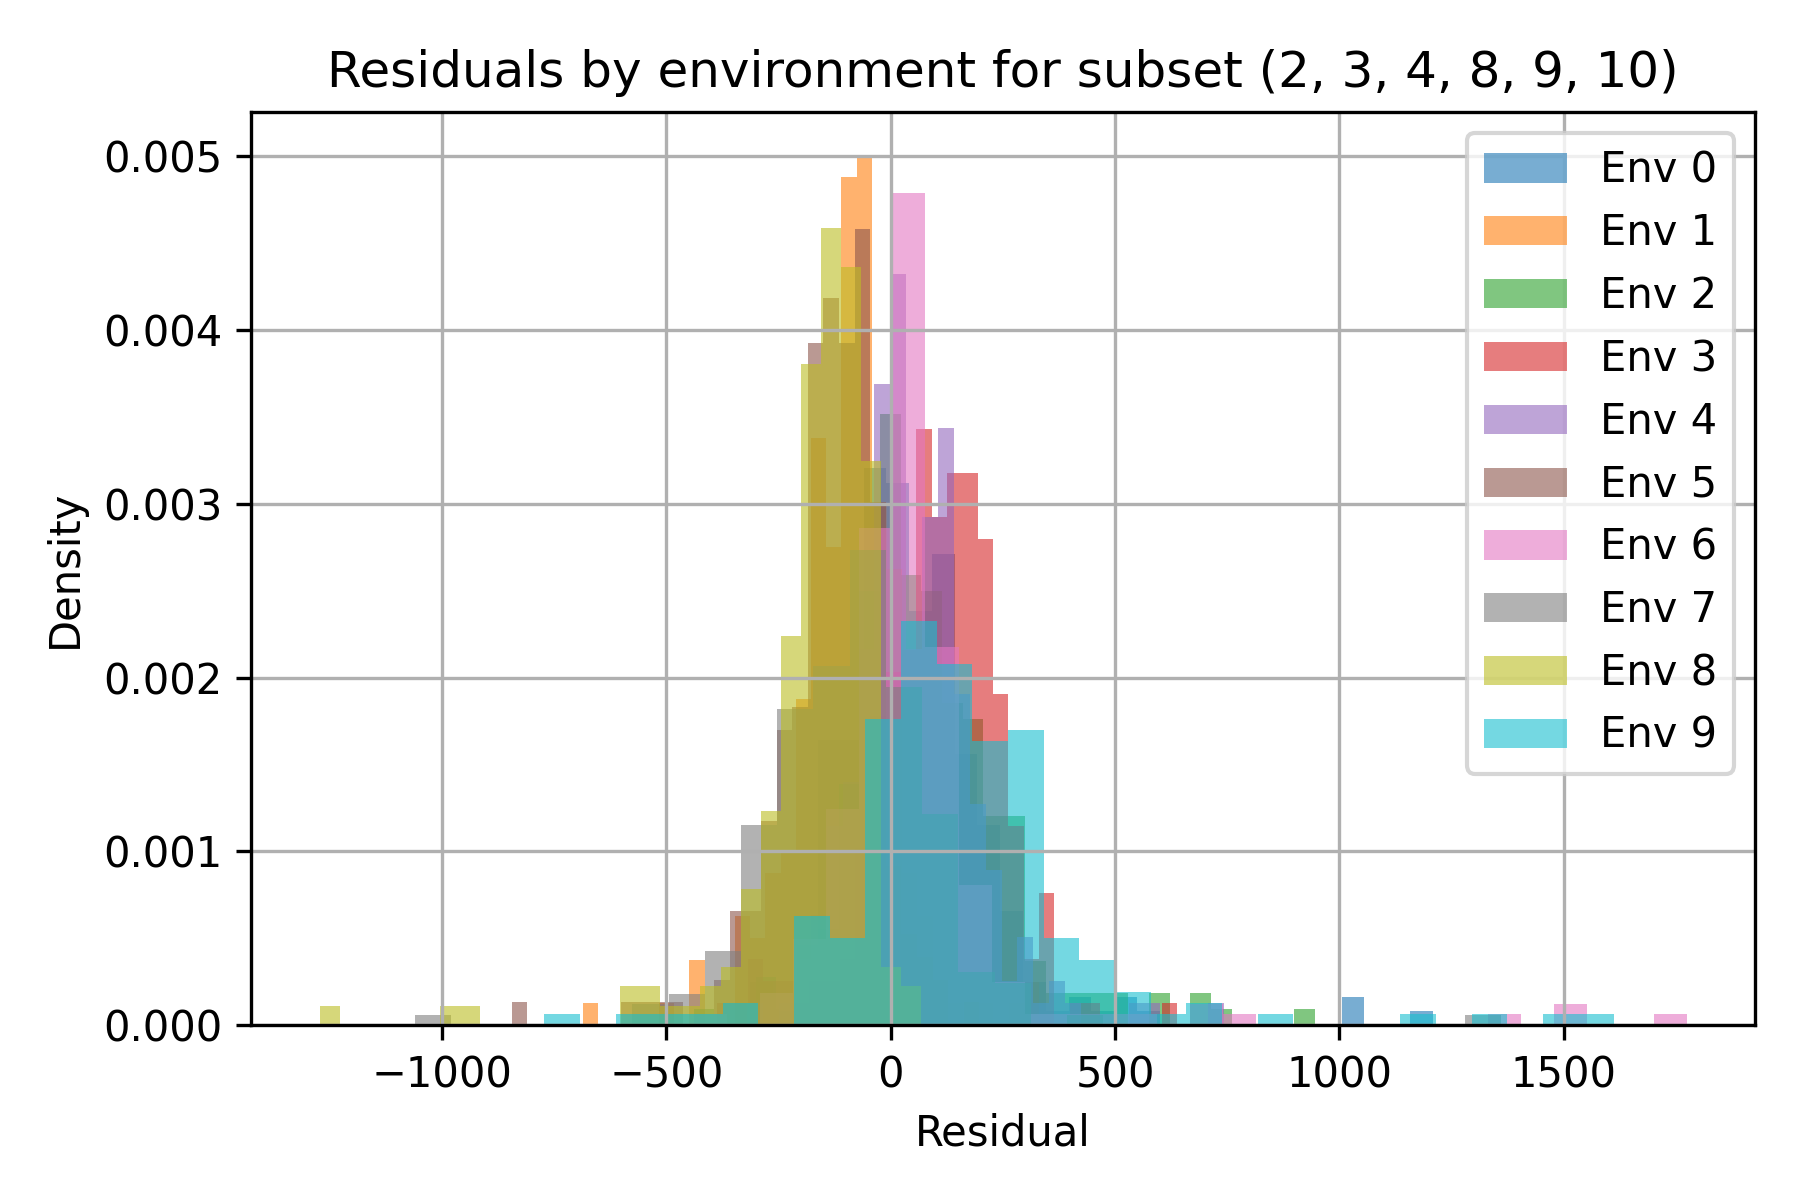 Residuals by environment for subset (2, 3, 4, 8, 9, 10)
0.005
0.004
0.003
0.002
0.001
0.000
Density
−1000
−500
0
500
1000
1500
Residual
Env 0
Env 1
Env 2
Env 3
Env 4
Env 5
Env 6
Env 7
Env 8
Env 9